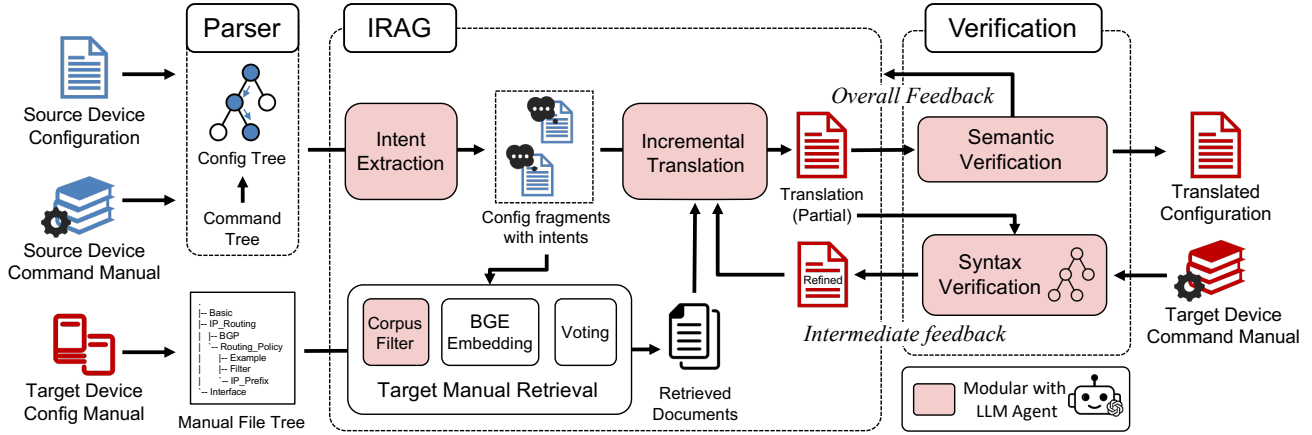 Parser
IRAG
Verification
Source Device
Configuration
Config Tree
Command
Tree
Source Device
Command Manual
Intent
Extraction
Config fragments
with intents
Incremental
Translation
Translation
(Partial)
Overall Feedback
Semantic
Verification
Translated
Configuration
Syntax
Verification
Refined
Intermediate feedback
Target Device
Command Manual
Target Device
Config Manual
.
|-- Basic
|-- IP_Routing
| |-- BGP
| `-- Routing_Policy
| |-- Example
| |-- Filter
| `-- IP_Prefix
`-- Interface
Manual File Tree
Corpus
Filter
BGE
Embedding
Voting
Target Manual Retrieval
Retrieved
Documents
Modular with
LLM Agent